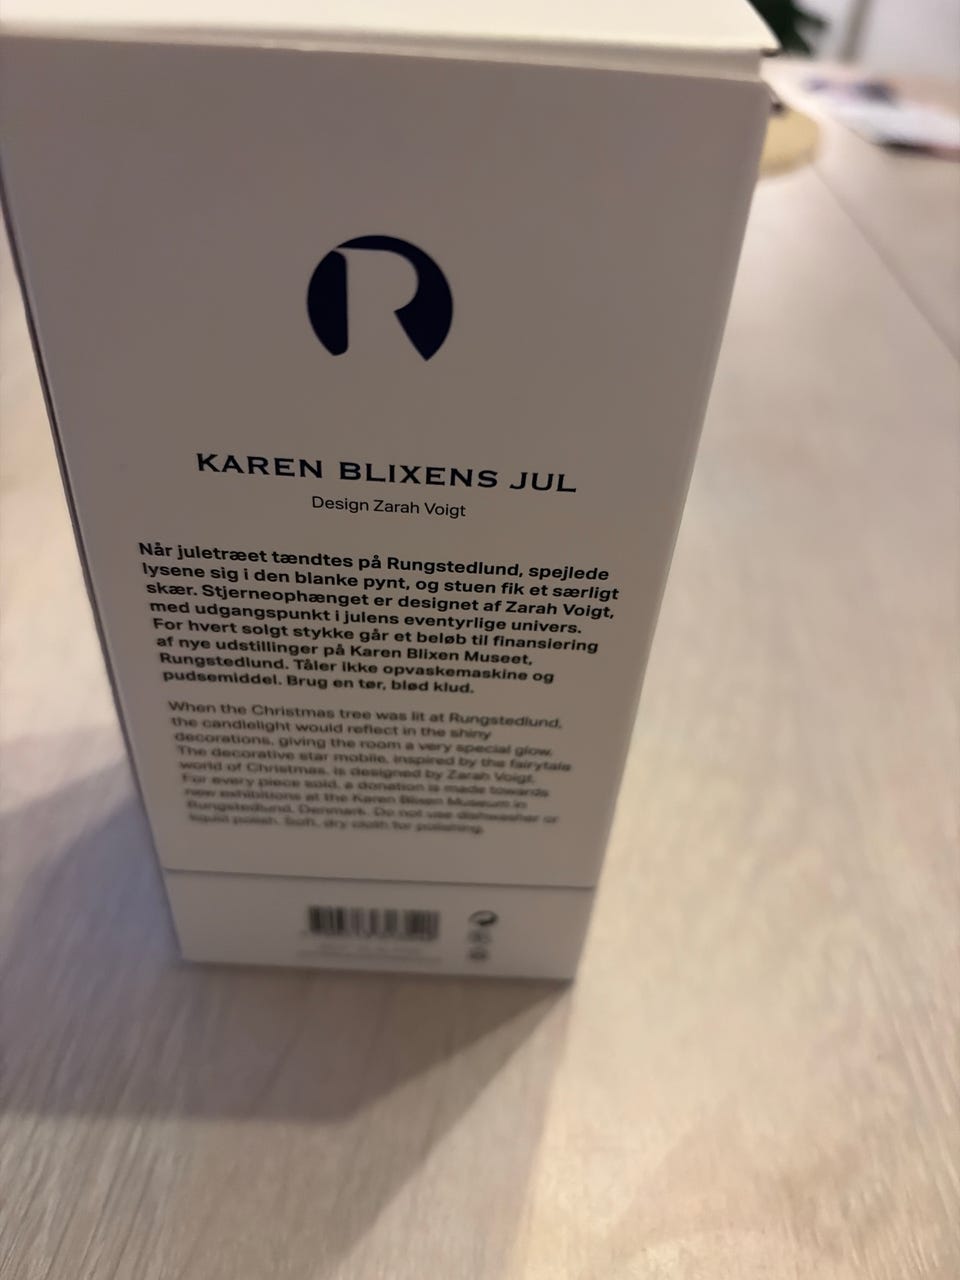 R
KAREN BLIXENS JUL
Design Zarah Voigt
Når juletræet tændtes på Rungstedlund, spejlede
lysene sig i den blanke pynt, og stuen fik et særligt
skær. Stjerneophænget er designet af Zarah Voigt,
med udgangspunkt i julens eventyrlige univers.
For hvert solgt stykke går et beløb til finansiering
af nye udstillinger på Karen Blixen Museet,
Rungstedlund. Tåler ikke opvaskemaskine og
pudsemiddel. Brug en tør, blød klud.
When the Christmas tree was lit at Rungstedlund,
the candlelight would reflect in the shiny
decorations, giving the room a very special glow.
The decorative star mobile, inspired by the fairytale
world of Christmas, is designed by Zarah Voigt.
For every piece sold, a donation is made towards
new exhibitions at the Karen Blixen Museum in
Rungstedlund, Denmark. Do not use dishwasher or
liquid polish. Soft, dry cloth for polishing.